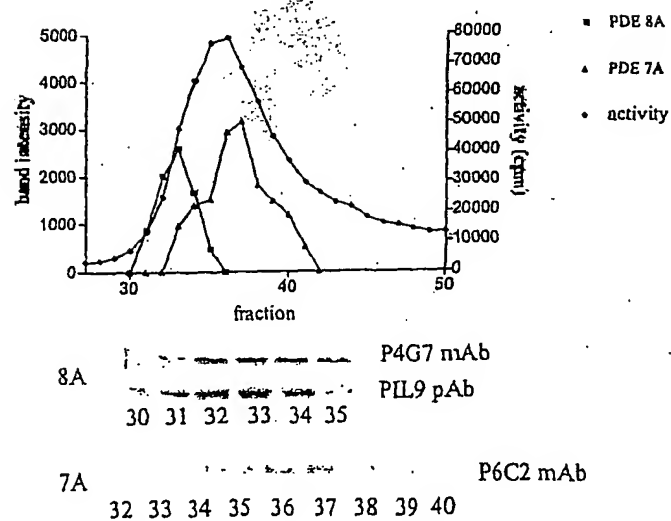 PDE 8A
PDE 7A
activity
5000
4000
3000
2000
1000
0
band intensity
80000
70000
60000
50000
40000
30000
20000
10000
0
activity (cpm)
30
40
50
fraction
8A
P4G7 mAb
PIL9 pAb
30 31 32 33 34 35
7A
P6C2 mAb
32 33 34 35 36 37 38 39 40